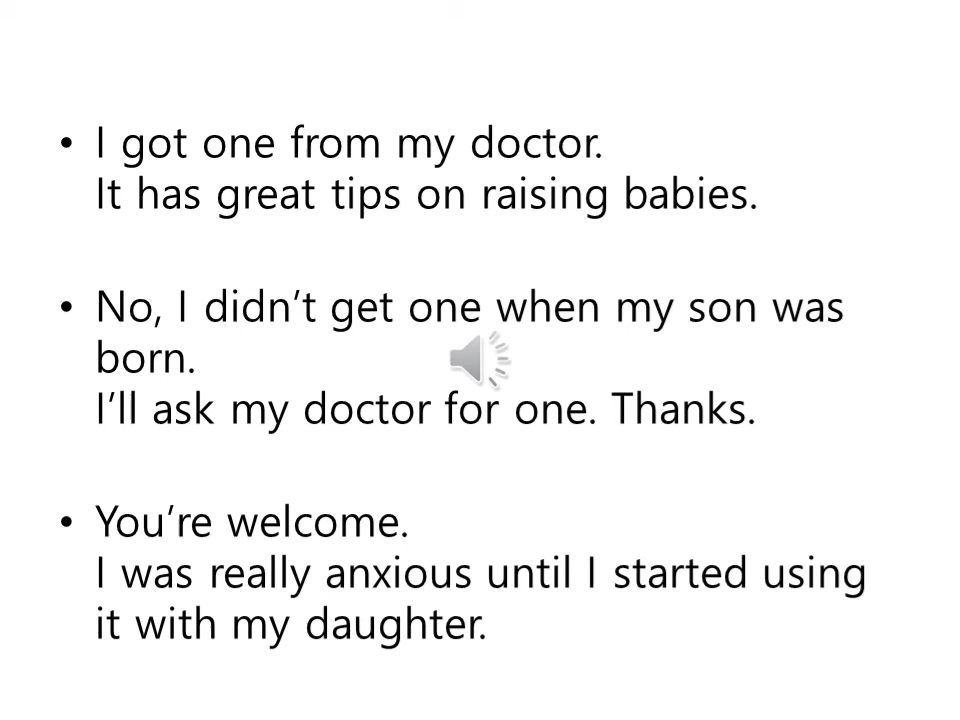 • I got one from my doctor.
It has great tips on raising babies.
• No, I didn’t get one when my son was
born.
I’ll ask my doctor for one. Thanks.
• You’re welcome.
I was really anxious until I started using
it with my daughter.